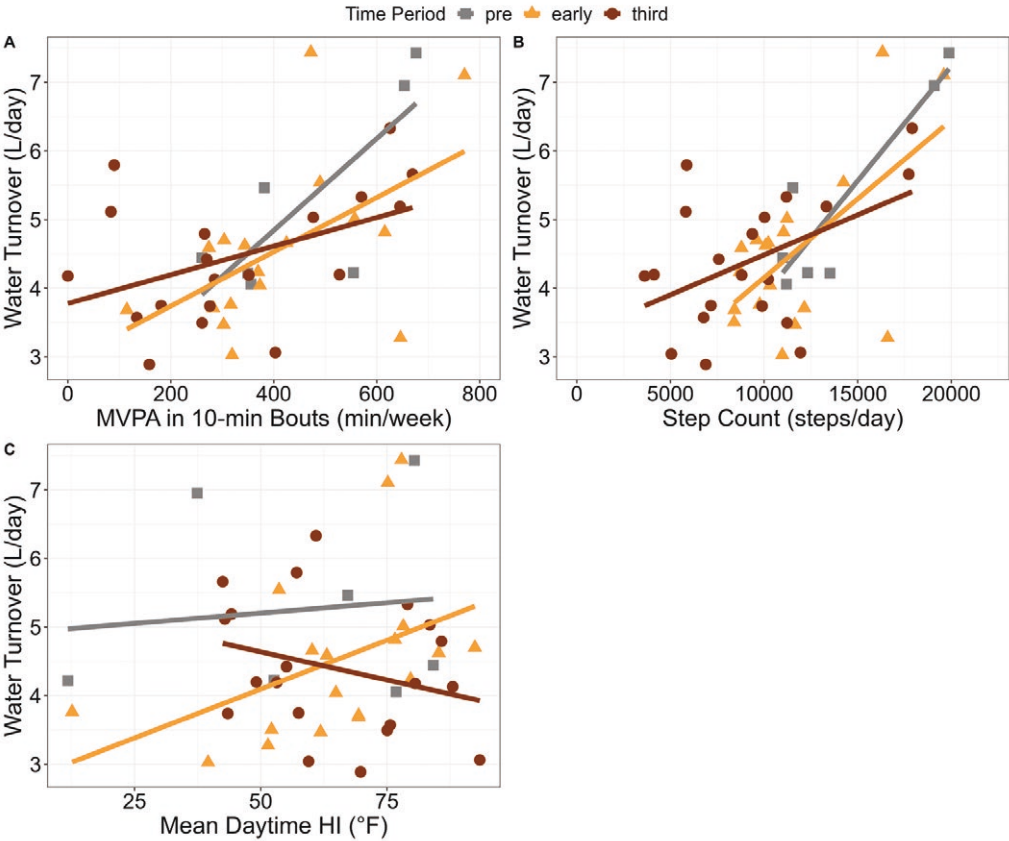 Time Period pre early third
A
B
7
6
5
4
3
Water Turnover (L/day)
0 200 400 600 800
MVPA in 10-min Bouts (min/week)
7
6
5
4
3
Water Turnover (L/day)
0 5000 10000 15000 20000
Step Count (steps/day)
C
7
6
5
4
3
Water Turnover (L/day)
25 50 75
Mean Daytime HI (°F)